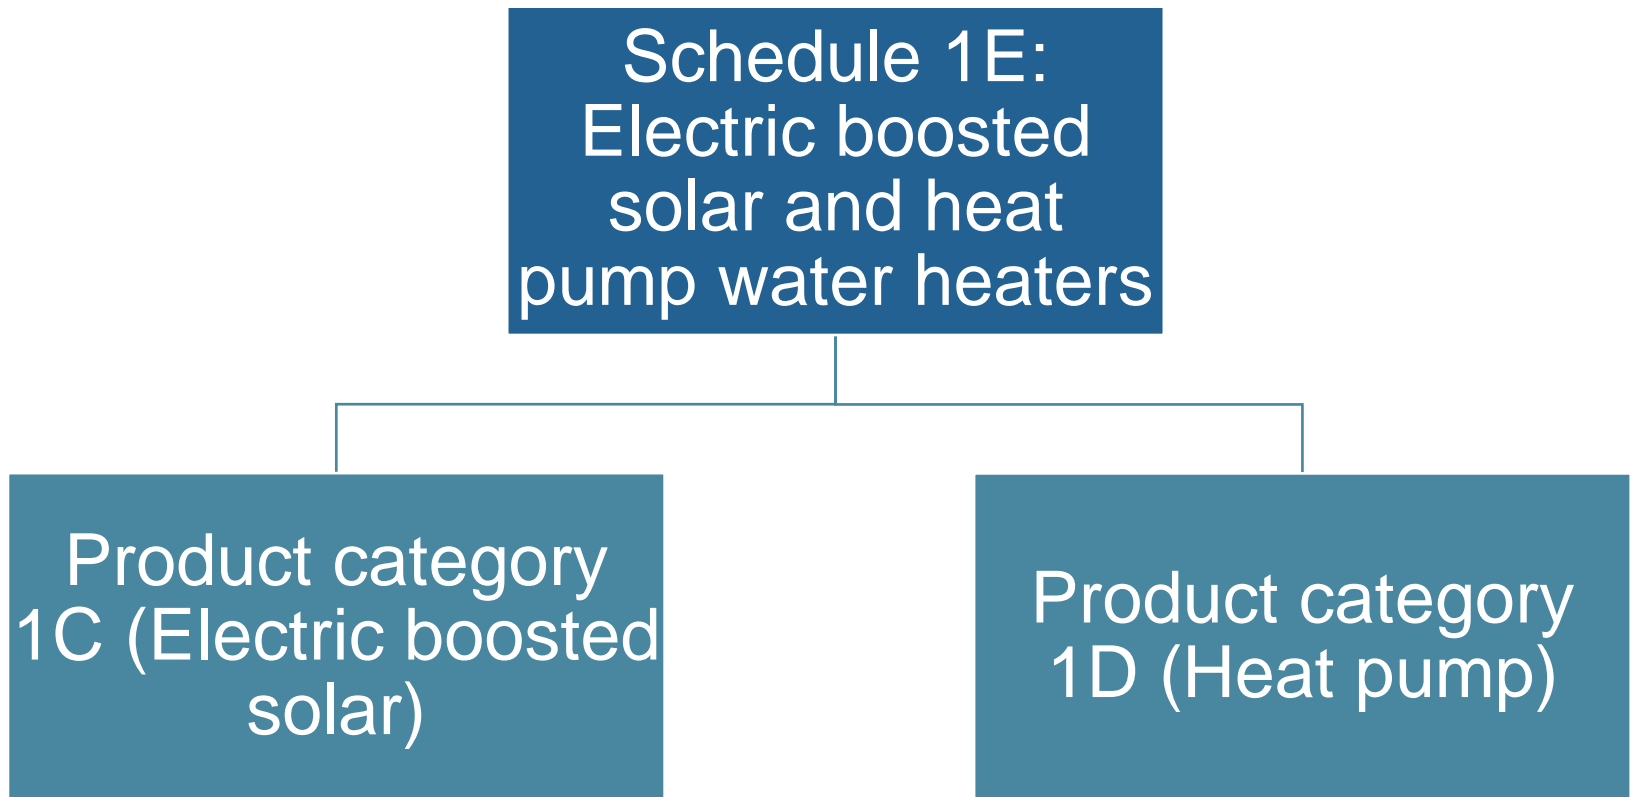 Schedule 1E:
Electric boosted
solar and heat
pump water heaters
Product category
1C (Electric boosted
solar)
Product category
1D (Heat pump)